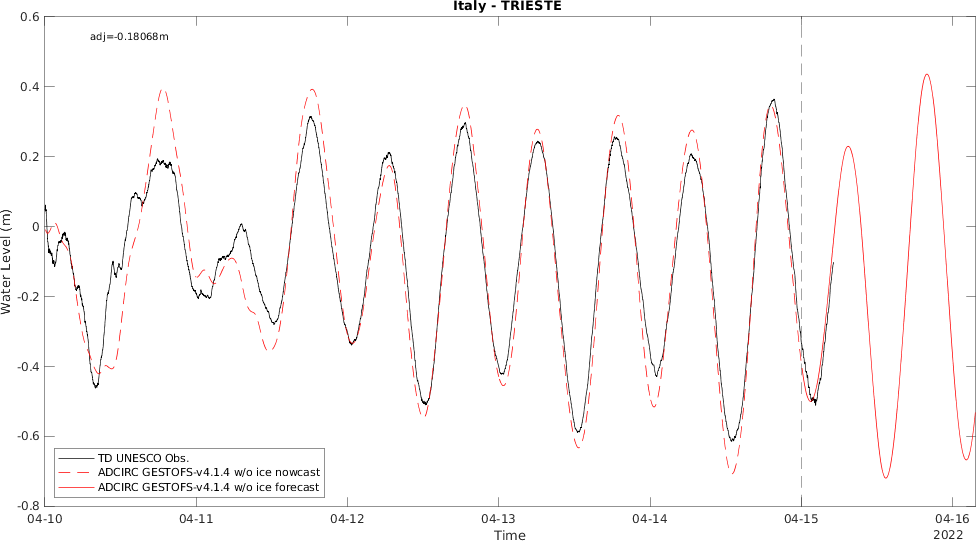 Italy - TRIESTE
adj=-0.18068m
0.6
0.4
0.2
0
-0.2
-0.4
-0.6
-0.8
Water Level (m)
TD UNESCO Obs.
ADCIRC GESTOFS-v4.1.4 w/o ice nowcast
ADCIRC GESTOFS-v4.1.4 w/o ice forecast
04-10 04-11 04-12 04-13 04-14 04-15 04-16
Time
2022